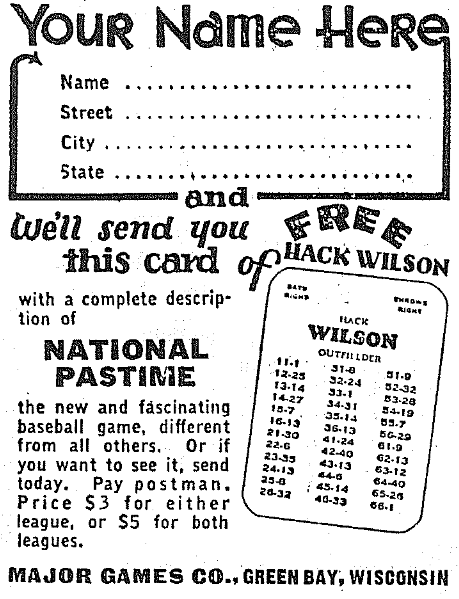 YOUR NAME HERE
Name ..............................
Street ..............................
City ..............................
State ..............................
and
We'll send you
this card of
FREE
HACK WILSON
with a complete descrip-
tion of
NATIONAL
PASTIME
the new and fascinating
baseball game, different
from all others. Or if
you want to see it, send
today. Pay postman.
Price $3 for either
league, or $5 for both
leagues.
BATS
RIGHT
THROWS
RIGHT
HACK
WILSON
OUTFIELDER
11-1 31-8 51-9
12-25 32-24 52-32
13-14 33-1 53-28
14-27 34-31 54-19
15-7 35-14 55-7
16-13 36-13 56-29
21-30 41-24 61-9
22-6 42-40 62-13
23-35 43-13 63-12
24-13 44-6 64-40
25-8 45-14 65-26
26-32 46-33 66-1
MAJOR GAMES CO., GREEN BAY, WISCONSIN